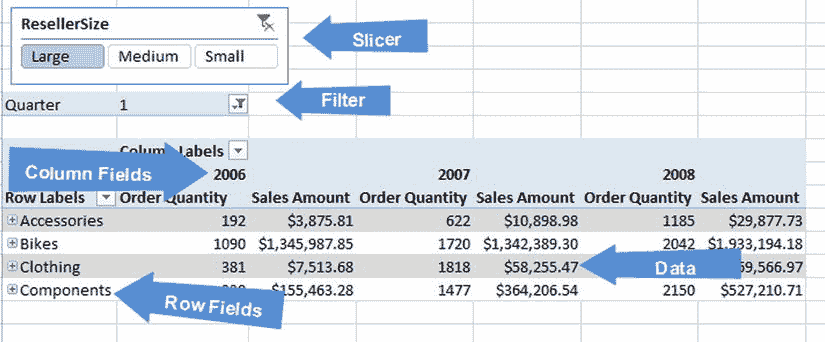 ResellerSize
Slicer
Large Medium Small
Quarter 1
Filter
Labels
Column Fields 2006 2007 2008
Row Labels Order Quantity Sales Amount Order Quantity Sales Amount Order Quantity Sales Amount
Accessories 192 $3,875.81 622 $10,898.98 1185 $29,877.73
Bikes 1090 $1,345,987.85 1720 $1,342,389.30 2042 $1,933,194.18
Clothing 381 $7,513.68 1818 $58,255.47 Data
Components $155,463.28 1477 $364,206.54 2150 $527,210.71
Row Fields